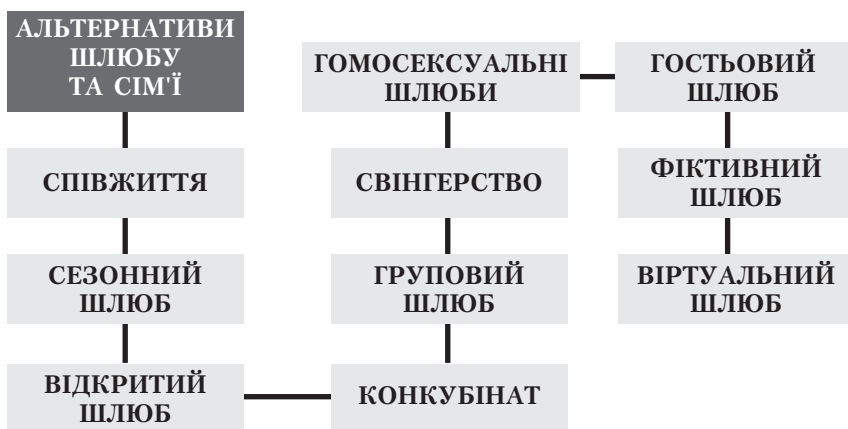 АЛЬТЕРНАТИВИ
ШЛЮБУ
ТА СІМ'Ї
СПІВЖИТТЯ
СЕЗОННИЙ
ШЛЮБ
ВІДКРИТИЙ
ШЛЮБ
КОНКУБІНАТ
ГРУПОВИЙ
ШЛЮБ
СВІНГЕРСТВО
ГОМОСЕКСУАЛЬНІ
ШЛЮБИ
ГОСТЬОВИЙ
ШЛЮБ
ФІКТИВНИЙ
ШЛЮБ
ВІРТУАЛЬНИЙ
ШЛЮБ